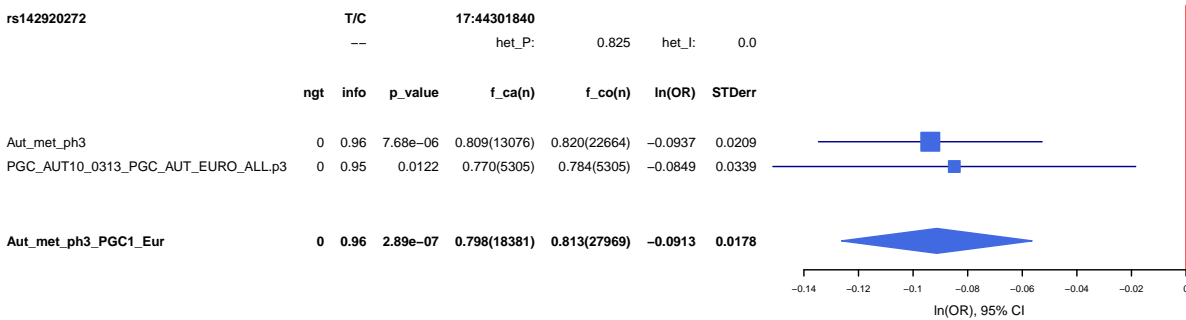 rs142920272 T/C 17:44301840
−− het_P: 0.825 het_I: 0.0
ngt info p_value f_ca(n) f_co(n) ln(OR) STDerr
Aut_met_ph3 0 0.96 7.68e−06 0.809(13076) 0.820(22664) −0.0937 0.0209
PGC_AUT10_0313_PGC_AUT_EURO_ALL.p3 0 0.95 0.0122 0.770(5305) 0.784(5305) −0.0849 0.0339
Aut_met_ph3_PGC1_Eur 0 0.96 2.89e−07 0.798(18381) 0.813(27969) −0.0913 0.0178
−0.14 −0.12 −0.1 −0.08 −0.06 −0.04 −0.02
ln(OR), 95% CI